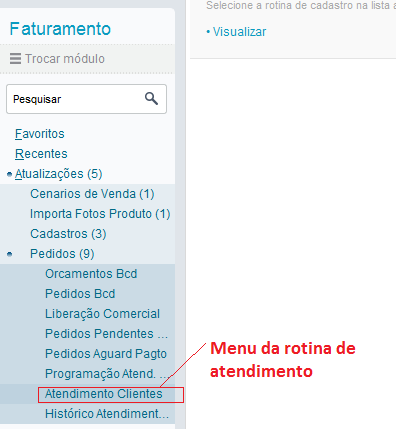 Faturamento
Trocar módulo
Pesquisar
Favoritos
Recentes
Atualizações (5)
Cenarios de Venda (1)
Importa Fotos Produto (1)
Cadastros (3)
Pedidos (9)
Orcamentos Bcd
Pedidos Bcd
Liberação Comercial
Pedidos Pendentes ...
Pedidos Aguard Pagto
Programação Atend. ...
Atendimento Clientes
Histórico Atendiment...
Selecione a rotina de cadastro na lista a
• Visualizar
Menu da rotina de
atendimento